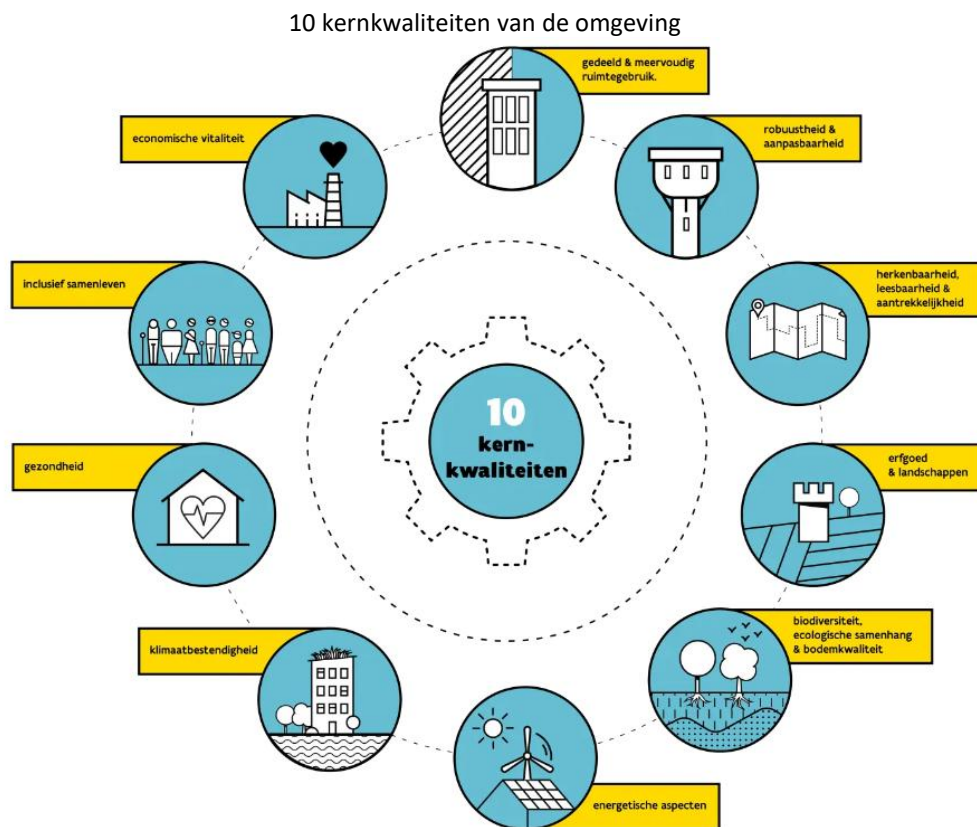 10 kernkwaliteiten van de omgeving
gedeeld & meervoudig
ruimtegebruik.
robuustheid &
aanpasbaarheid
herkenbaarheid,
leesbaarheid &
aantrekkelijkheid
erfgoed
& landschappen
biodiversiteit,
ecologische samenhang
& bodemkwaliteit
energetische aspecten
klimaatbestendigheid
gezondheid
inclusief samenleven
economische vitaliteit
10
kern-
kwaliteiten